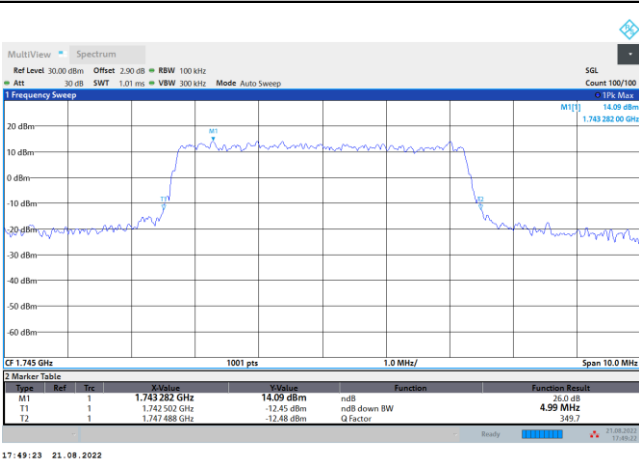 MultiView Spectrum
Ref Level 30.00 dBm Offset 2.90 dB RBW 100 kHz SGL
Att 30 dB SWT 1.01 ms VBW 300 kHz Mode Auto Sweep Count 100/100
1 Frequency Sweep 1Pk Max
M1[1] 14.09 dBm
1.743 282 00 GHz
20 dBm
M1
10 dBm
0 dBm
-10 dBm
T1
T2
-20 dBm
-30 dBm
-40 dBm
-50 dBm
-60 dBm
CF 1.745 GHz 1001 pts 1.0 MHz/ Span 10.0 MHz
2 Marker Table
Type Ref Trc X-Value Y-Value Function Function Result
M1 1 1.743 282 GHz 14.09 dBm ndB 26.0 dB
T1 1 1.742 502 GHz -12.45 dBm ndB down BW 4.99 MHz
T2 1 1.747 488 GHz -12.48 dBm Q Factor 349.7
Ready 21.08.2022
17:49:22
17:49:23 21.08.2022